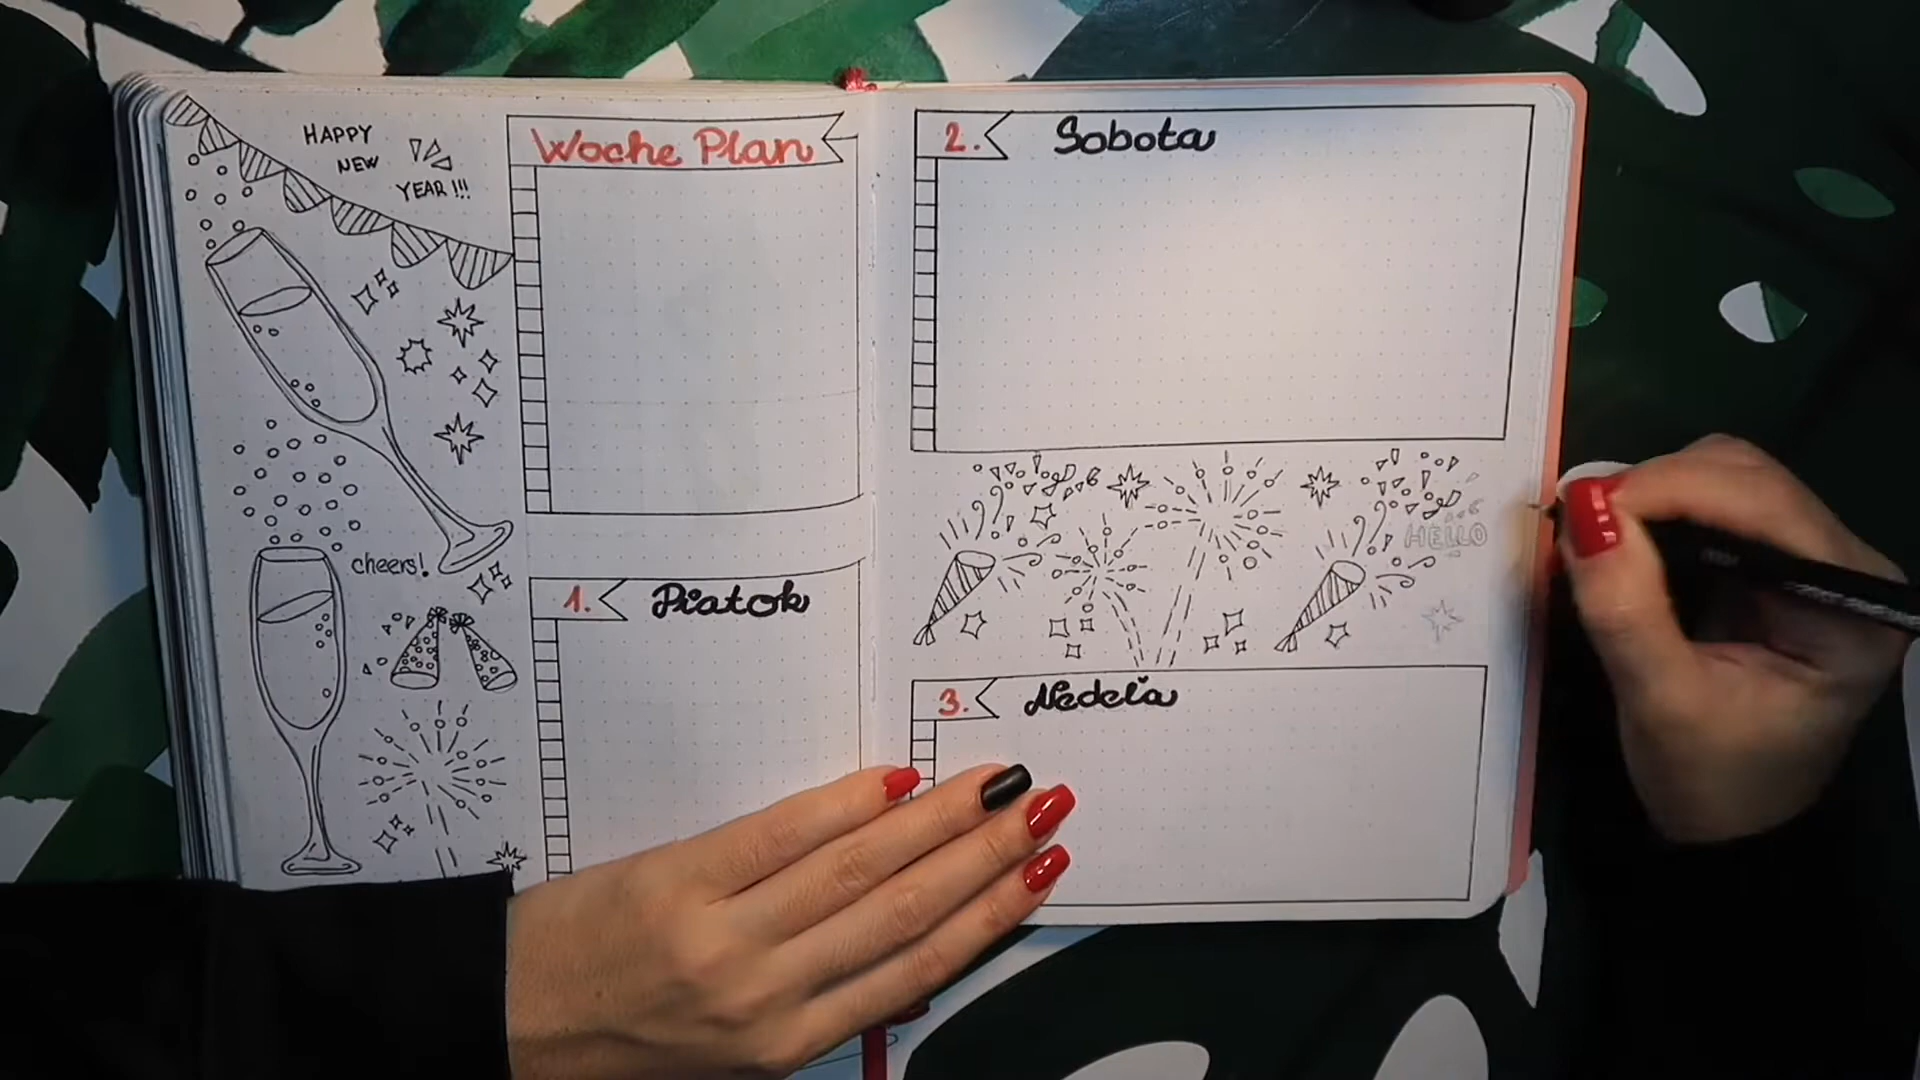 HAPPY
NEW
YEAR!!!
Woche Plan
cheers!
1. Piatok
2. Sobota
HELLO
3. Nedeľa